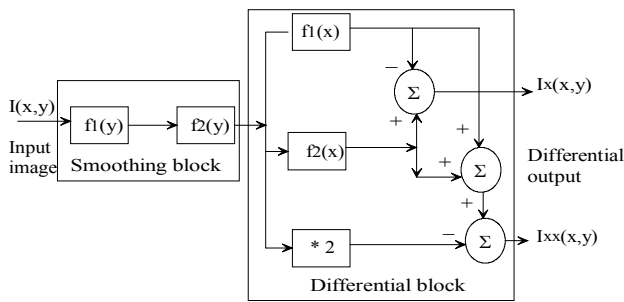 f1(x)
I(x,y)
f1(y)
f2(y)
Input
image
Smoothing block
−
Σ
Ix(x,y)
+
f2(x)
+
+
Σ
Differential
output
+
* 2
−
Σ
Ixx(x,y)
Differential block